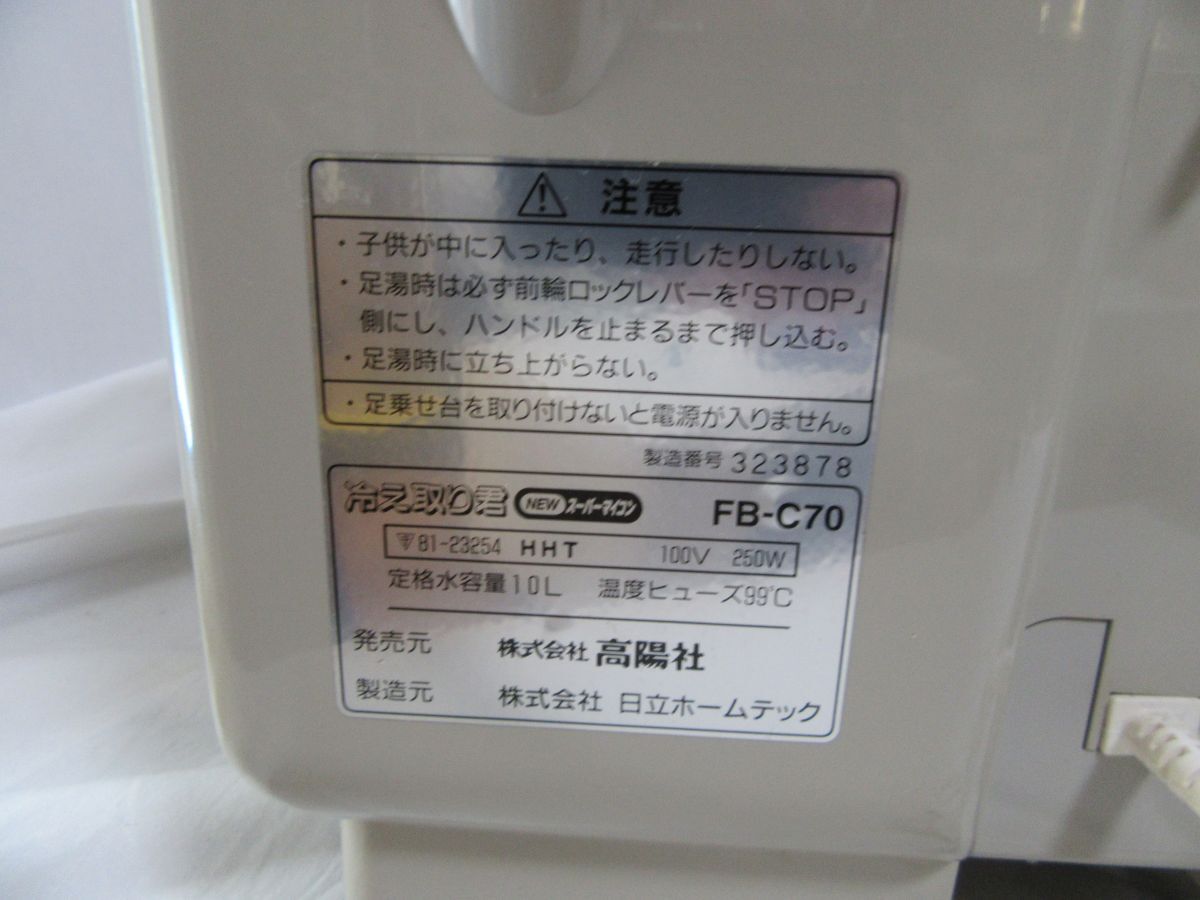 注意
・子供が中に入ったり、走行したりしない。
・足湯時は必ず前輪ロックレバーを「STOP」
側にし、ハンドルを止まるまで押し込む。
・足湯時に立ち上がらない。
・足乗せ台を取り付けないと電源が入りません。
製造番号 323878
冷え取り君 NEW スーパーマイコン FB-C70
81-23254 HHT 100V 250W
定格水容量10L 温度ヒューズ99℃
発売元 株式会社 高陽社
製造元 株式会社 日立ホームテック